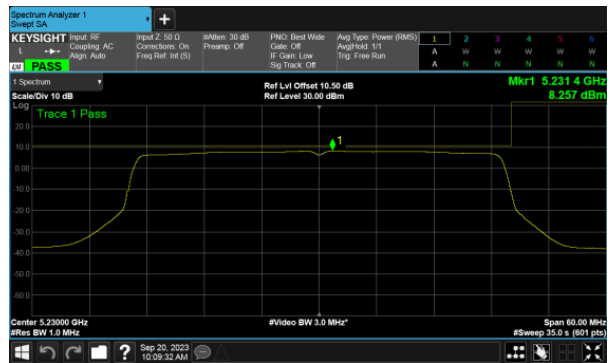 Spectrum Analyzer 1
Swept SA
+
KEYSIGHT
L
LXI
PASS
Input: RF
Coupling: AC
Align: Auto
Input Z: 50 Ω
Corrections: On
Freq Ref: Int (S)
#Atten: 30 dB
Preamp: Off
PNO: Best Wide
Gate: Off
IF Gain: Low
Sig Track: Off
Avg Type: Power (RMS)
Avg|Hold: 1/1
Trig: Free Run
1 2 3 4 5 6
A W W W W W
A N N N N N
1 Spectrum
Scale/Div 10 dB
Ref Lvl Offset 10.50 dB
Ref Level 30.00 dBm
Mkr1 5.231 4 GHz
8.257 dBm
Log
Trace 1 Pass
20.0
10.0
1
0.00
-10.0
-20.0
-30.0
-40.0
-50.0
-60.0
Center 5.23000 GHz
#Res BW 1.0 MHz
#Video BW 3.0 MHz*
Span 60.00 MHz
#Sweep 35.0 s (601 pts)
?
Sep 20, 2023
10:09:32 AM